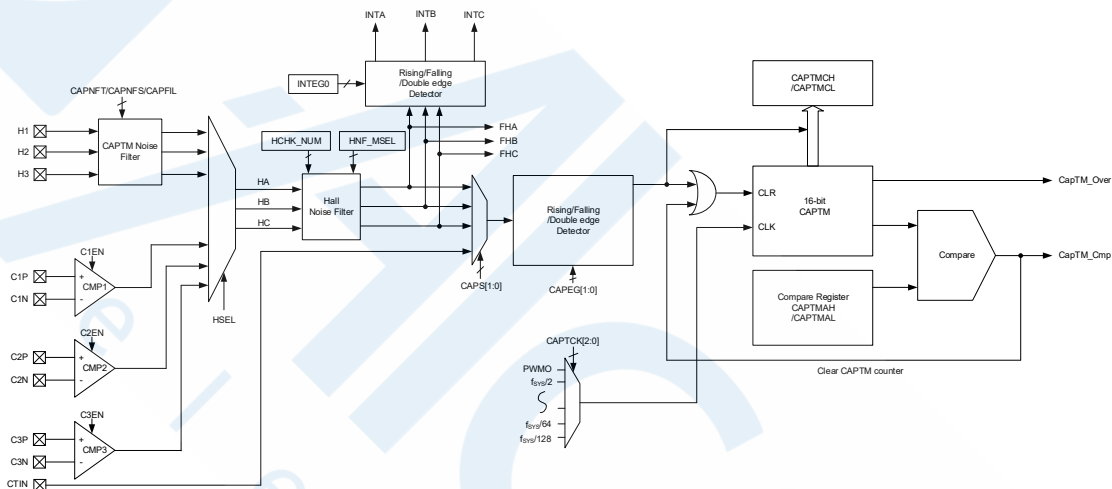 INTA INTB INTC
INTEG0
Rising/Falling
/Double edge
Detector
CAPNFT/CAPNFS/CAPFIL
H1
H2
H3
CAPTM Noise
Filter
HCHK_NUM
HNF_MSEL
FHA
FHB
FHC
HA
HB
HC
Hall
Noise Filter
Rising/Falling
/Double edge
Detector
CAPS[1:0]
CAPEG[1:0]
CAPTMCH
/CAPTMCL
CLR
CLK
16-bit
CAPTM
CapTM_Over
Compare
CapTM_Cmp
Compare Register
CAPTMAH
/CAPTMAL
Clear CAPTM counter
C1EN
C1P
C1N
+
-
CMP1
HSEL
C2EN
C2P
C2N
+
-
CMP2
C3EN
C3P
C3N
+
-
CMP3
CTIN
CAPTCK[2:0]
PWMO
fSYS/2
fSYS/64
fSYS/128